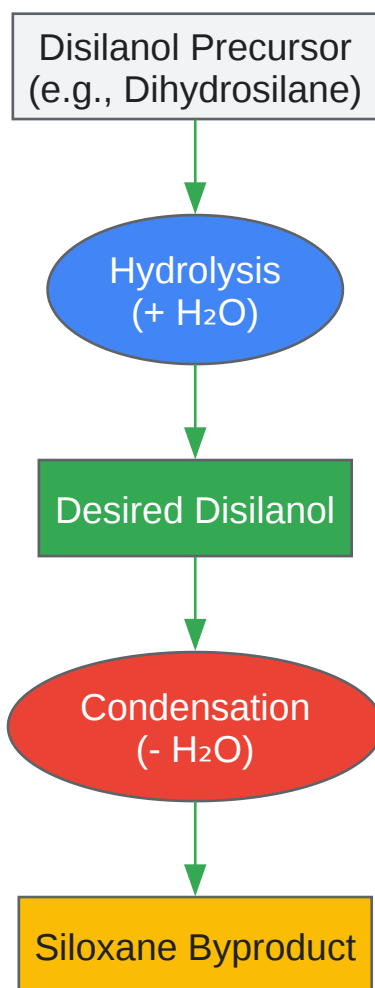 Disilanol Precursor
(e.g., Dihydrosilane)
Hydrolysis
(+ H₂O)
Desired Disilanol
Condensation
(- H₂O)
Siloxane Byproduct